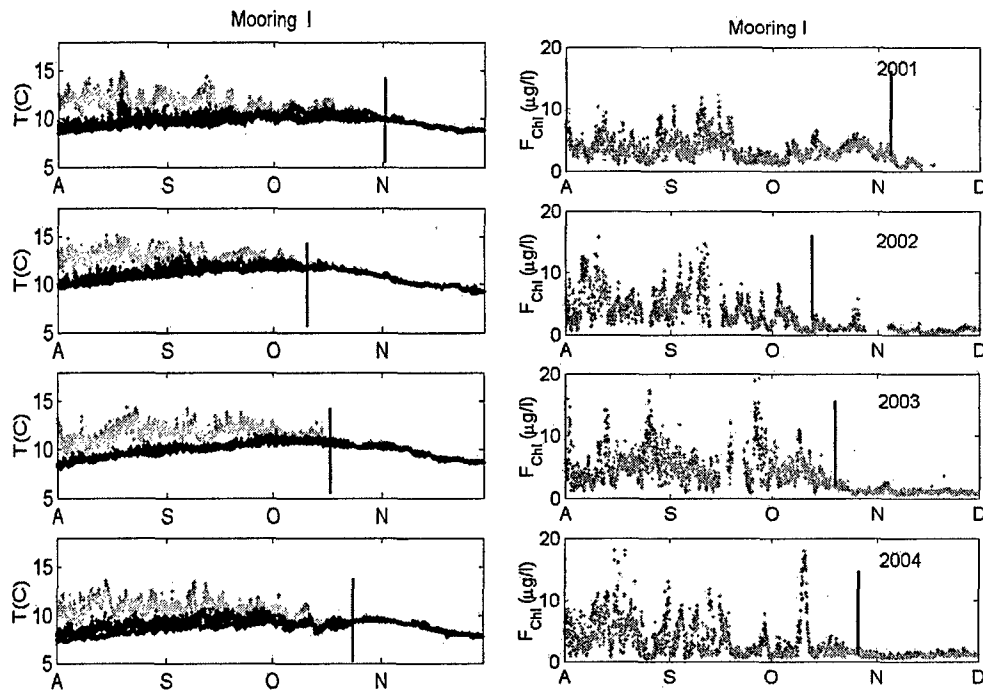 Mooring I
T(C)
15
10
5
A S O N
T(C)
15
10
5
A S O N
T(C)
15
10
5
A S O N
T(C)
15
10
5
A S O N
Mooring I
F_Chl (μg/l)
20
10
0
2001
A S O N D
F_Chl (μg/l)
20
10
0
2002
A S O N D
F_Chl (μg/l)
20
10
0
2003
A S O N D
F_Chl (μg/l)
20
10
0
2004
A S O N D